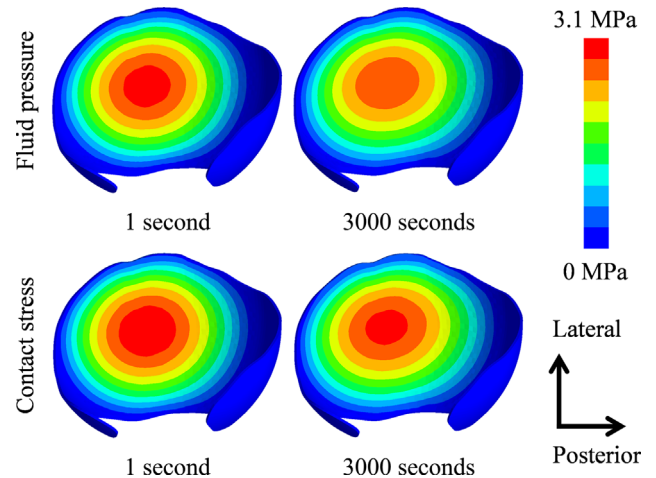 3.1 MPa
Fluid pressure
1 second
3000 seconds
0 MPa
Contact stress
Lateral
Posterior
1 second
3000 seconds